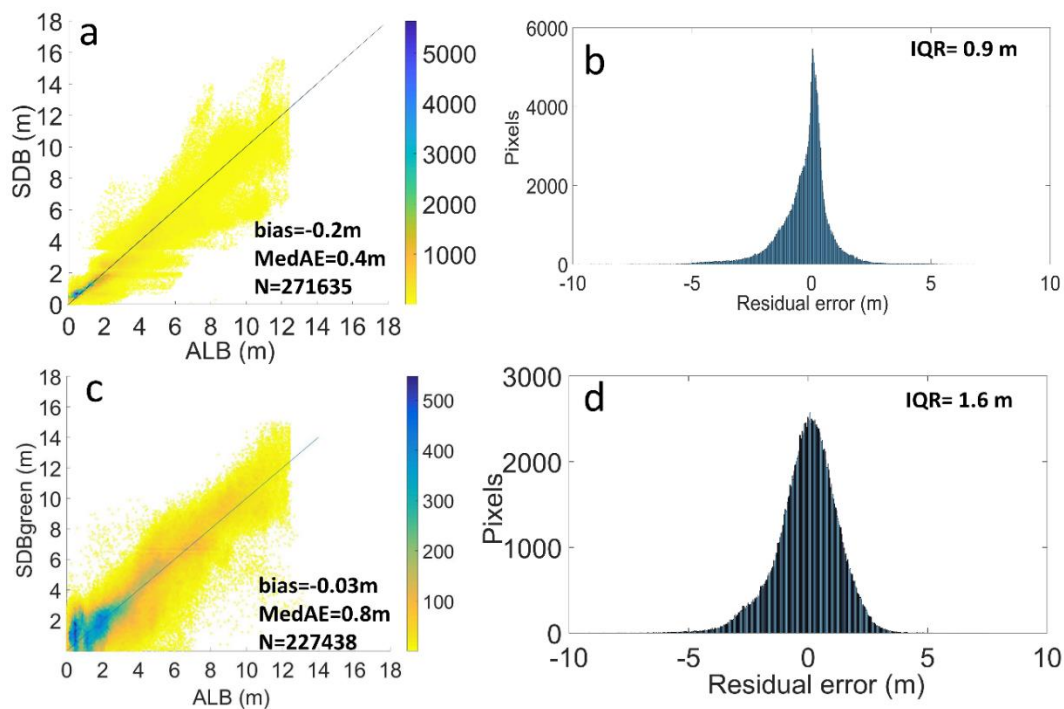 a
SDB (m)
18
16
14
12
10
8
6
4
2
0
0 2 4 6 8 10 12 14 16 18
ALB (m)
bias=-0.2m
MedAE=0.4m
N=271635
5000
4000
3000
2000
1000
b
IQR= 0.9 m
Pixels
6000
4000
2000
0
-10 -5 0 5 10
Residual error (m)
c
SDBgreen (m)
18
16
14
12
10
8
6
4
2
0 2 4 6 8 10 12 14 16 18
ALB (m)
bias=-0.03m
MedAE=0.8m
N=227438
500
400
300
200
100
d
IQR= 1.6 m
Pixels
3000
2000
1000
0
-10 -5 0 5 10
Residual error (m)